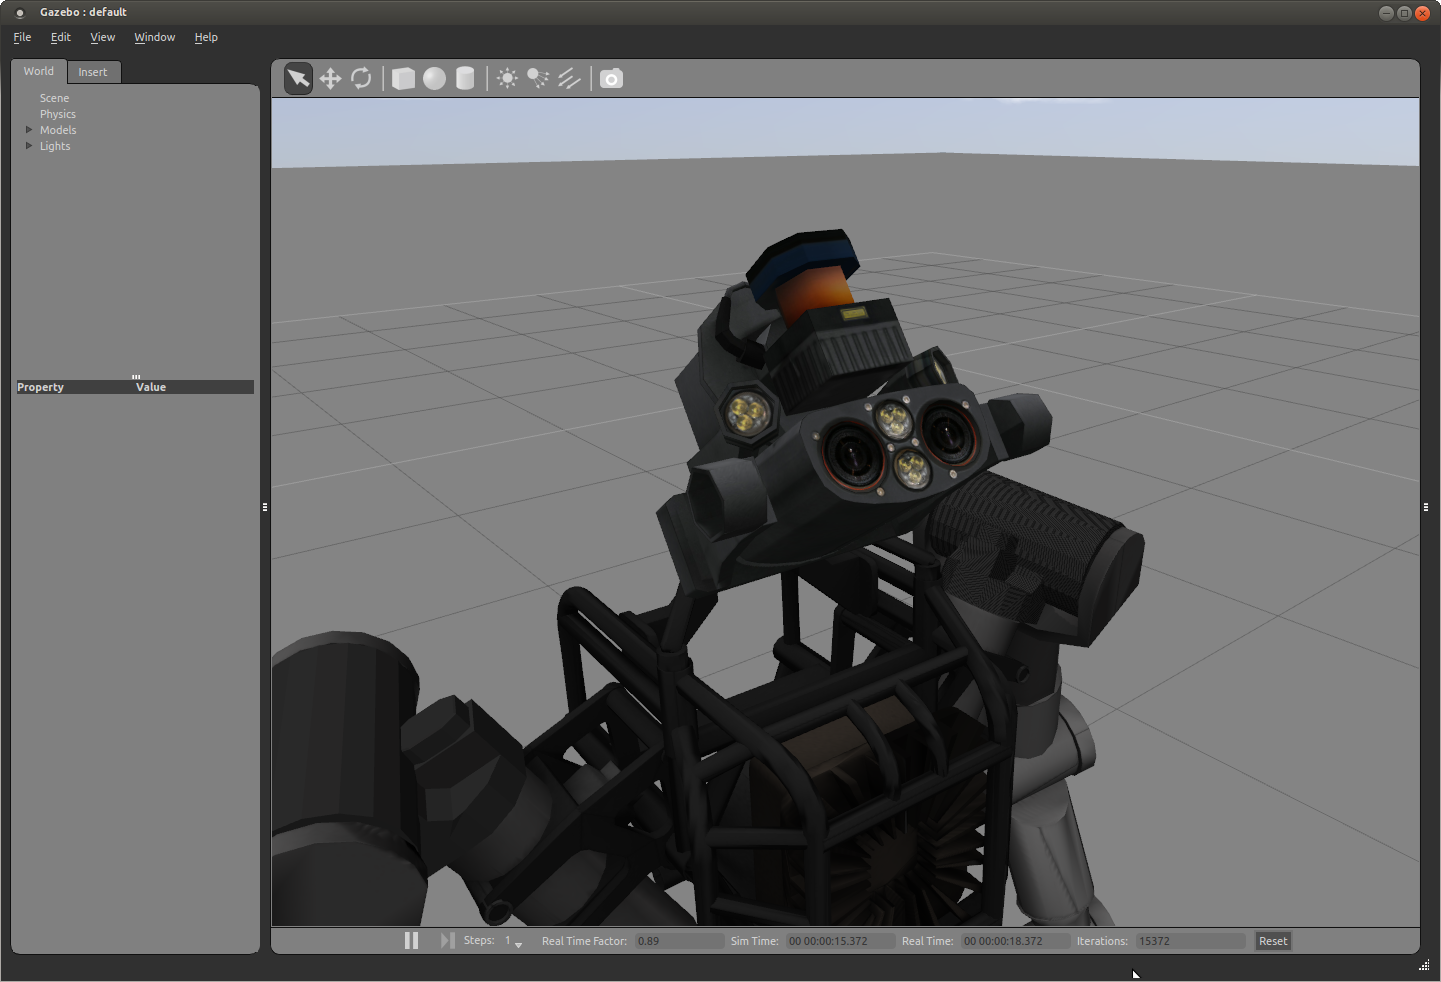 Gazebo : default
File Edit View Window Help
World Insert
Scene
Physics
Models
Lights
Property Value
Steps: 1 Real Time Factor: 0.89 Sim Time: 00 00:00:15.372 Real Time: 00 00:00:18.372 Iterations: 15372 Reset